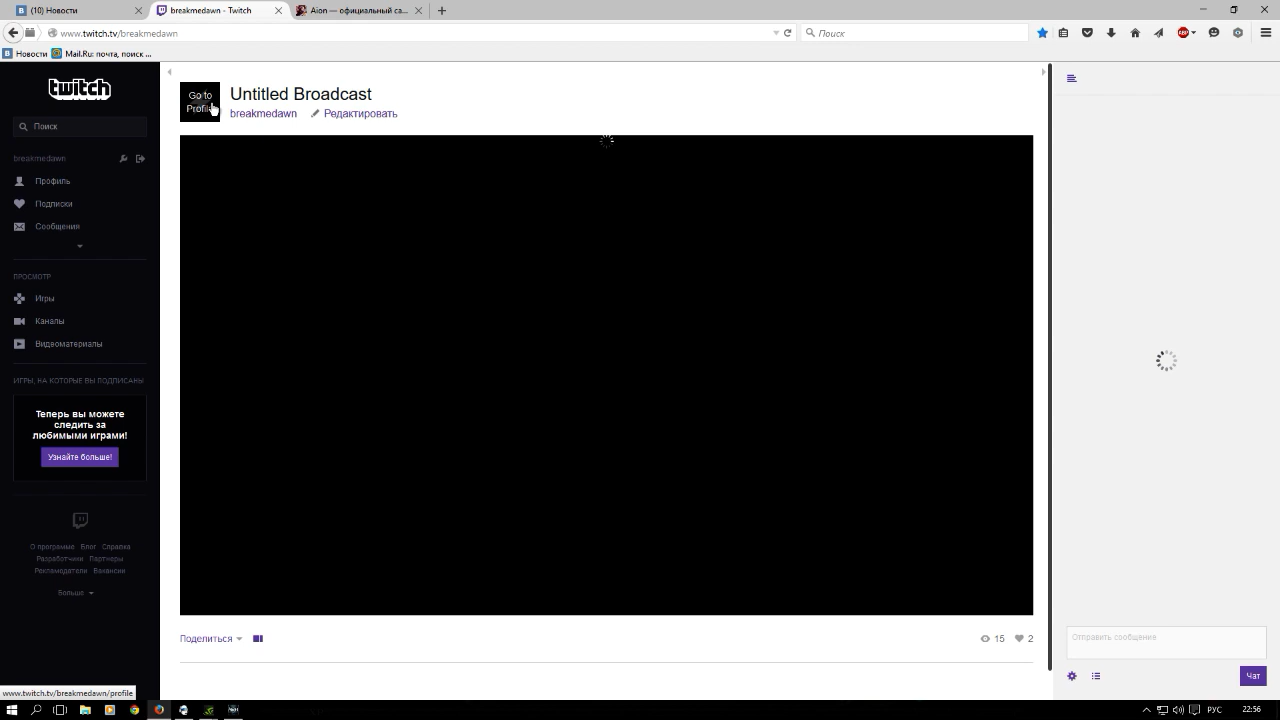 (10) Новости
breakmedawn - Twitch
Aion — официальный са...
www.twitch.tv/breakmedawn
Поиск
Новости
Mail.Ru: почта, поиск ...
twitch
Поиск
breakmedawn
Профиль
Подписки
Сообщения
ПРОСМОТР
Игры
Каналы
Видеоматериалы
ИГРЫ, НА КОТОРЫЕ ВЫ ПОДПИСАНЫ
Теперь вы можете
следить за
любимыми играми!
Узнайте больше!
О программе Блог Справка
Разработчики Партнеры
Рекламодатели Вакансии
Больше
Go to
Profile
Untitled Broadcast
breakmedawn Редактировать
Поделиться
15 2
Отправить сообщение
Чат
www.twitch.tv/breakmedawn/profile
РУС 22:56